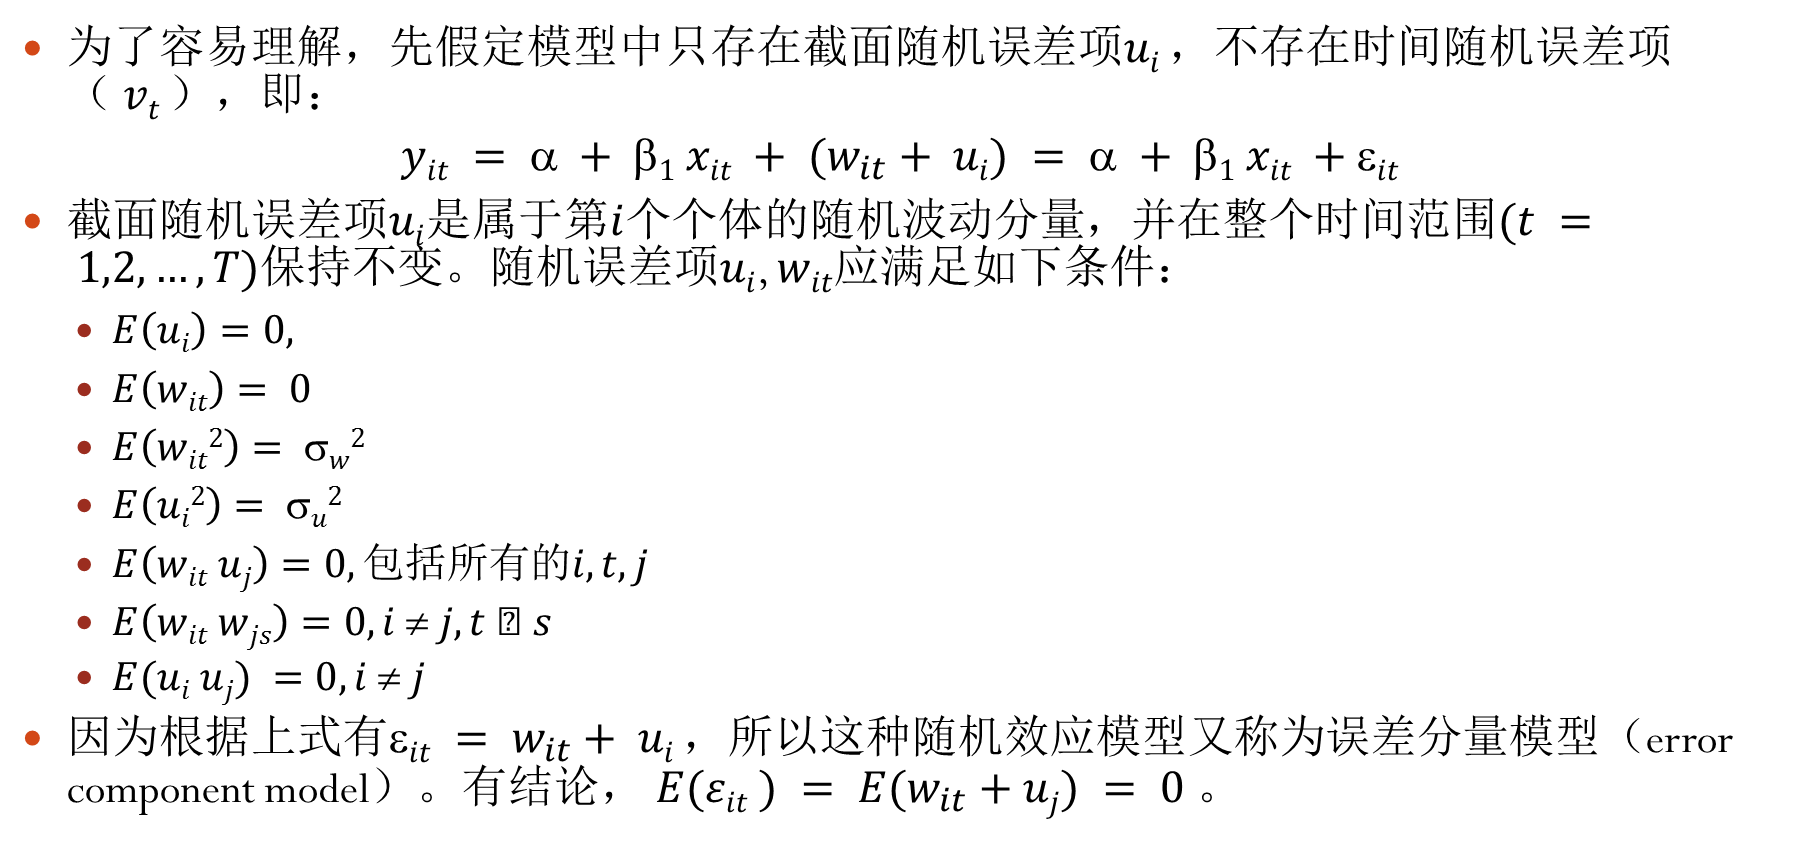 • 为了容易理解，先假定模型中只存在截面随机误差项uᵢ，不存在时间随机误差项
（ vₜ ），即：
yᵢₜ = α + β₁ xᵢₜ + (wᵢₜ + uᵢ) = α + β₁ xᵢₜ + εᵢₜ
• 截面随机误差项uᵢ是属于第i个个体的随机波动分量，并在整个时间范围(t =
1,2, … , T)保持不变。随机误差项uᵢ, wᵢₜ应满足如下条件：
• E(uᵢ) = 0,
• E(wᵢₜ) = 0
• E(wᵢₜ²) = σ_w²
• E(uᵢ²) = σᵤ²
• E(wᵢₜ uⱼ) = 0, 包括所有的i, t, j
• E(wᵢₜ wⱼₛ) = 0, i ≠ j, t ⍰ s
• E(uᵢ uⱼ) = 0, i ≠ j
• 因为根据上式有εᵢₜ = wᵢₜ + uᵢ，所以这种随机效应模型又称为误差分量模型（error
component model）。有结论， E(εᵢₜ ) = E(wᵢₜ + uⱼ) = 0 。